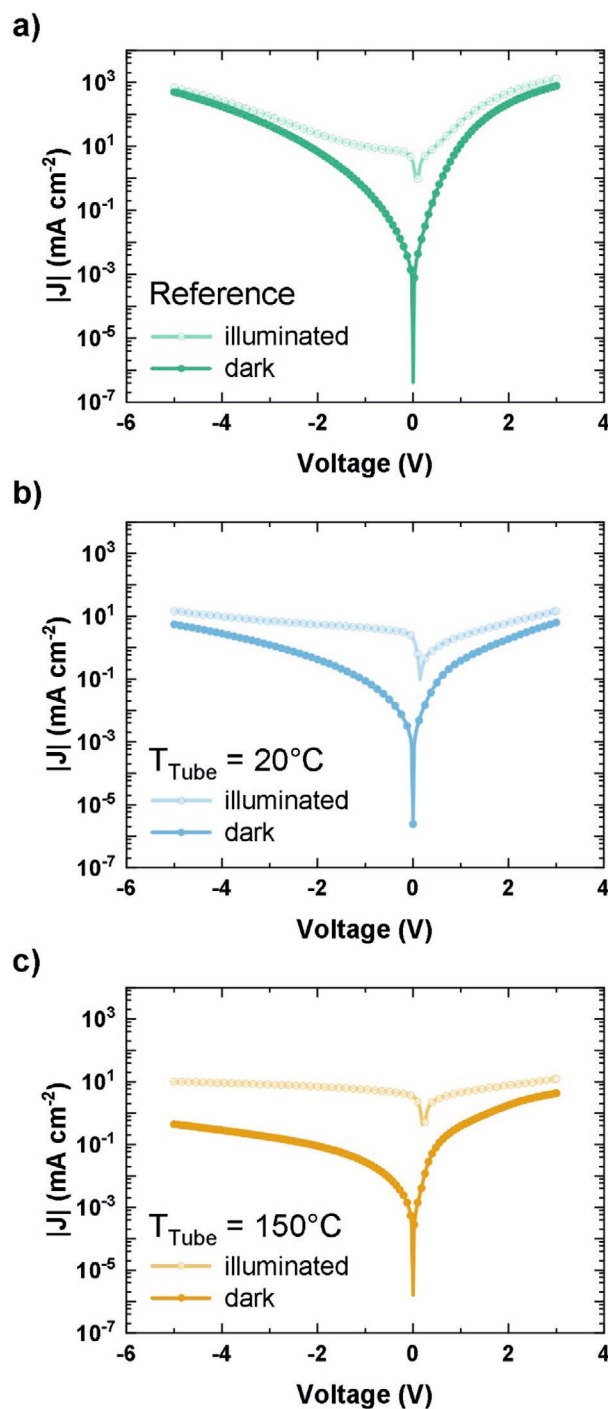 a)
|J| (mA cm⁻²)
10³
10¹
10⁻¹
10⁻³
10⁻⁵
10⁻⁷
Reference
illuminated
dark
-6 -4 -2 0 2 4
Voltage (V)
b)
|J| (mA cm⁻²)
10³
10¹
10⁻¹
10⁻³
10⁻⁵
10⁻⁷
T_Tube = 20°C
illuminated
dark
-6 -4 -2 0 2 4
Voltage (V)
c)
|J| (mA cm⁻²)
10³
10¹
10⁻¹
10⁻³
10⁻⁵
10⁻⁷
T_Tube = 150°C
illuminated
dark
-6 -4 -2 0 2 4
Voltage (V)